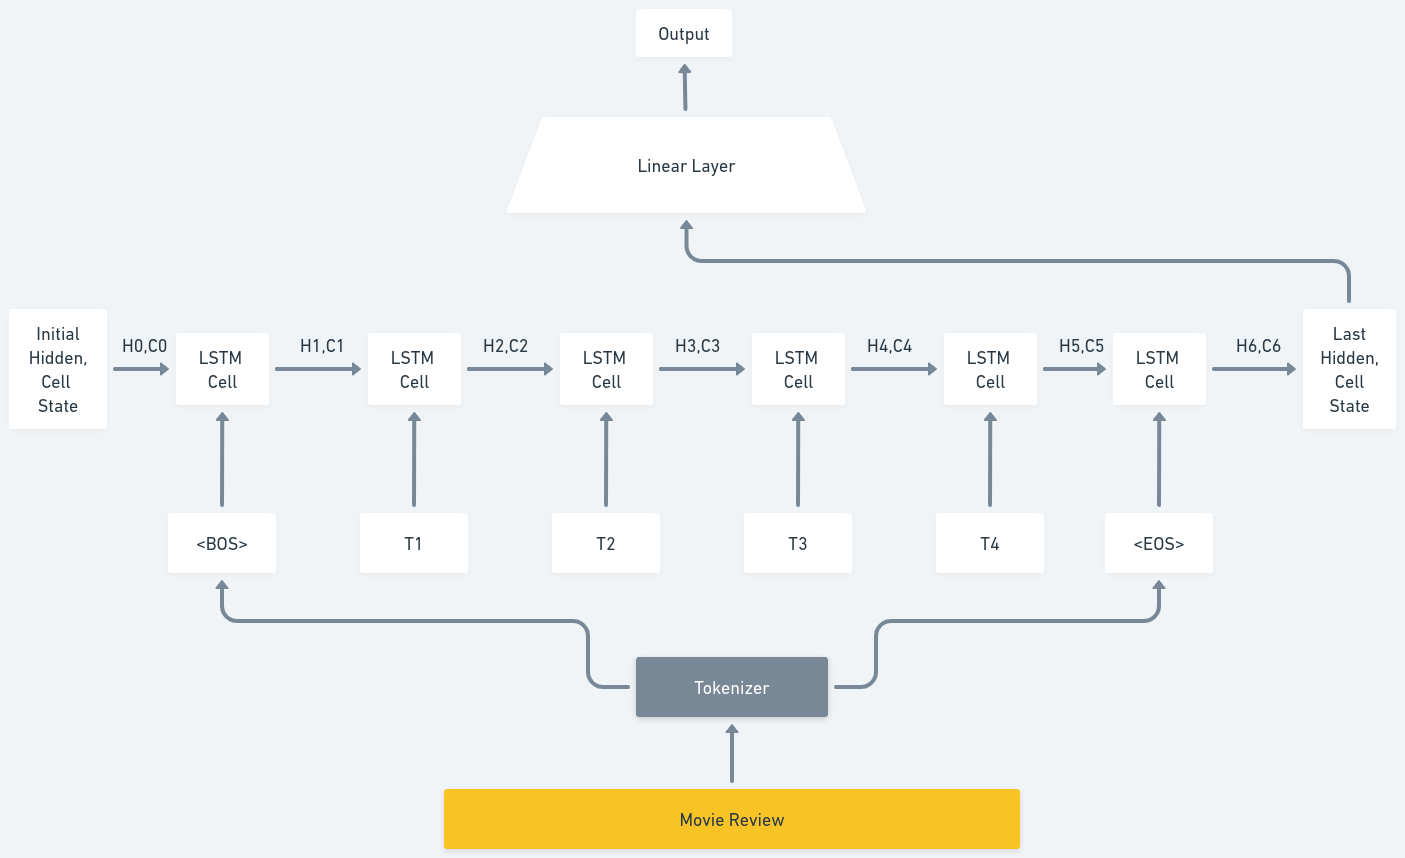 Output
Linear Layer
Initial
Hidden,
Cell
State
H0,C0
LSTM
Cell
H1,C1
LSTM
Cell
H2,C2
LSTM
Cell
H3,C3
LSTM
Cell
H4,C4
LSTM
Cell
H5,C5
LSTM
Cell
H6,C6
Last
Hidden,
Cell
State
<BOS>
T1
T2
T3
T4
<EOS>
Tokenizer
Movie Review